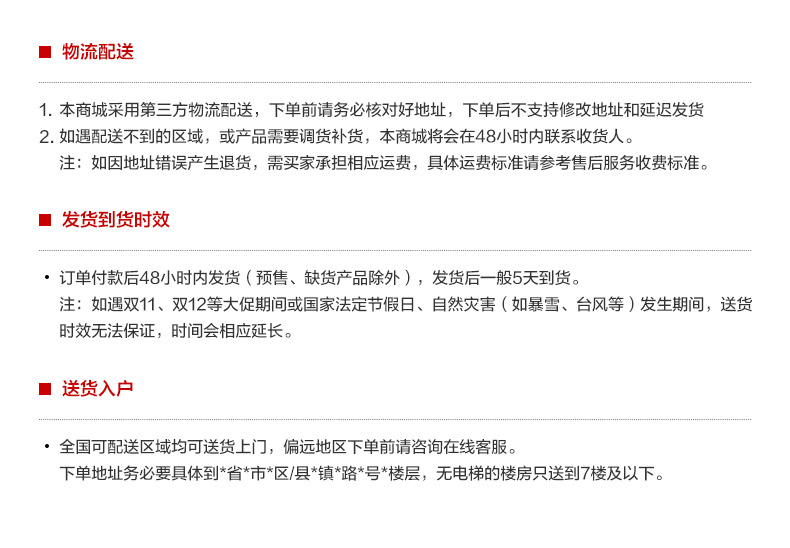 物流配送
1. 本商城采用第三方物流配送，下单前请务必核对好地址，下单后不支持修改地址和延迟发货
2. 如遇配送不到的区域，或产品需要调货补货，本商城将会在48小时内联系收货人。
注：如因地址错误产生退货，需买家承担相应运费，具体运费标准请参考售后服务收费标准。
发货到货时效
• 订单付款后48小时内发货（预售、缺货产品除外），发货后一般5天到货。
注：如遇双11、双12等大促期间或国家法定节假日、自然灾害（如暴雪、台风等）发生期间，送货
时效无法保证，时间会相应延长。
送货入户
• 全国可配送区域均可送货上门，偏远地区下单前请咨询在线客服。
下单地址务必要具体到*省*市*区/县*镇*路*号*楼层，无电梯的楼房只送到7楼及以下。